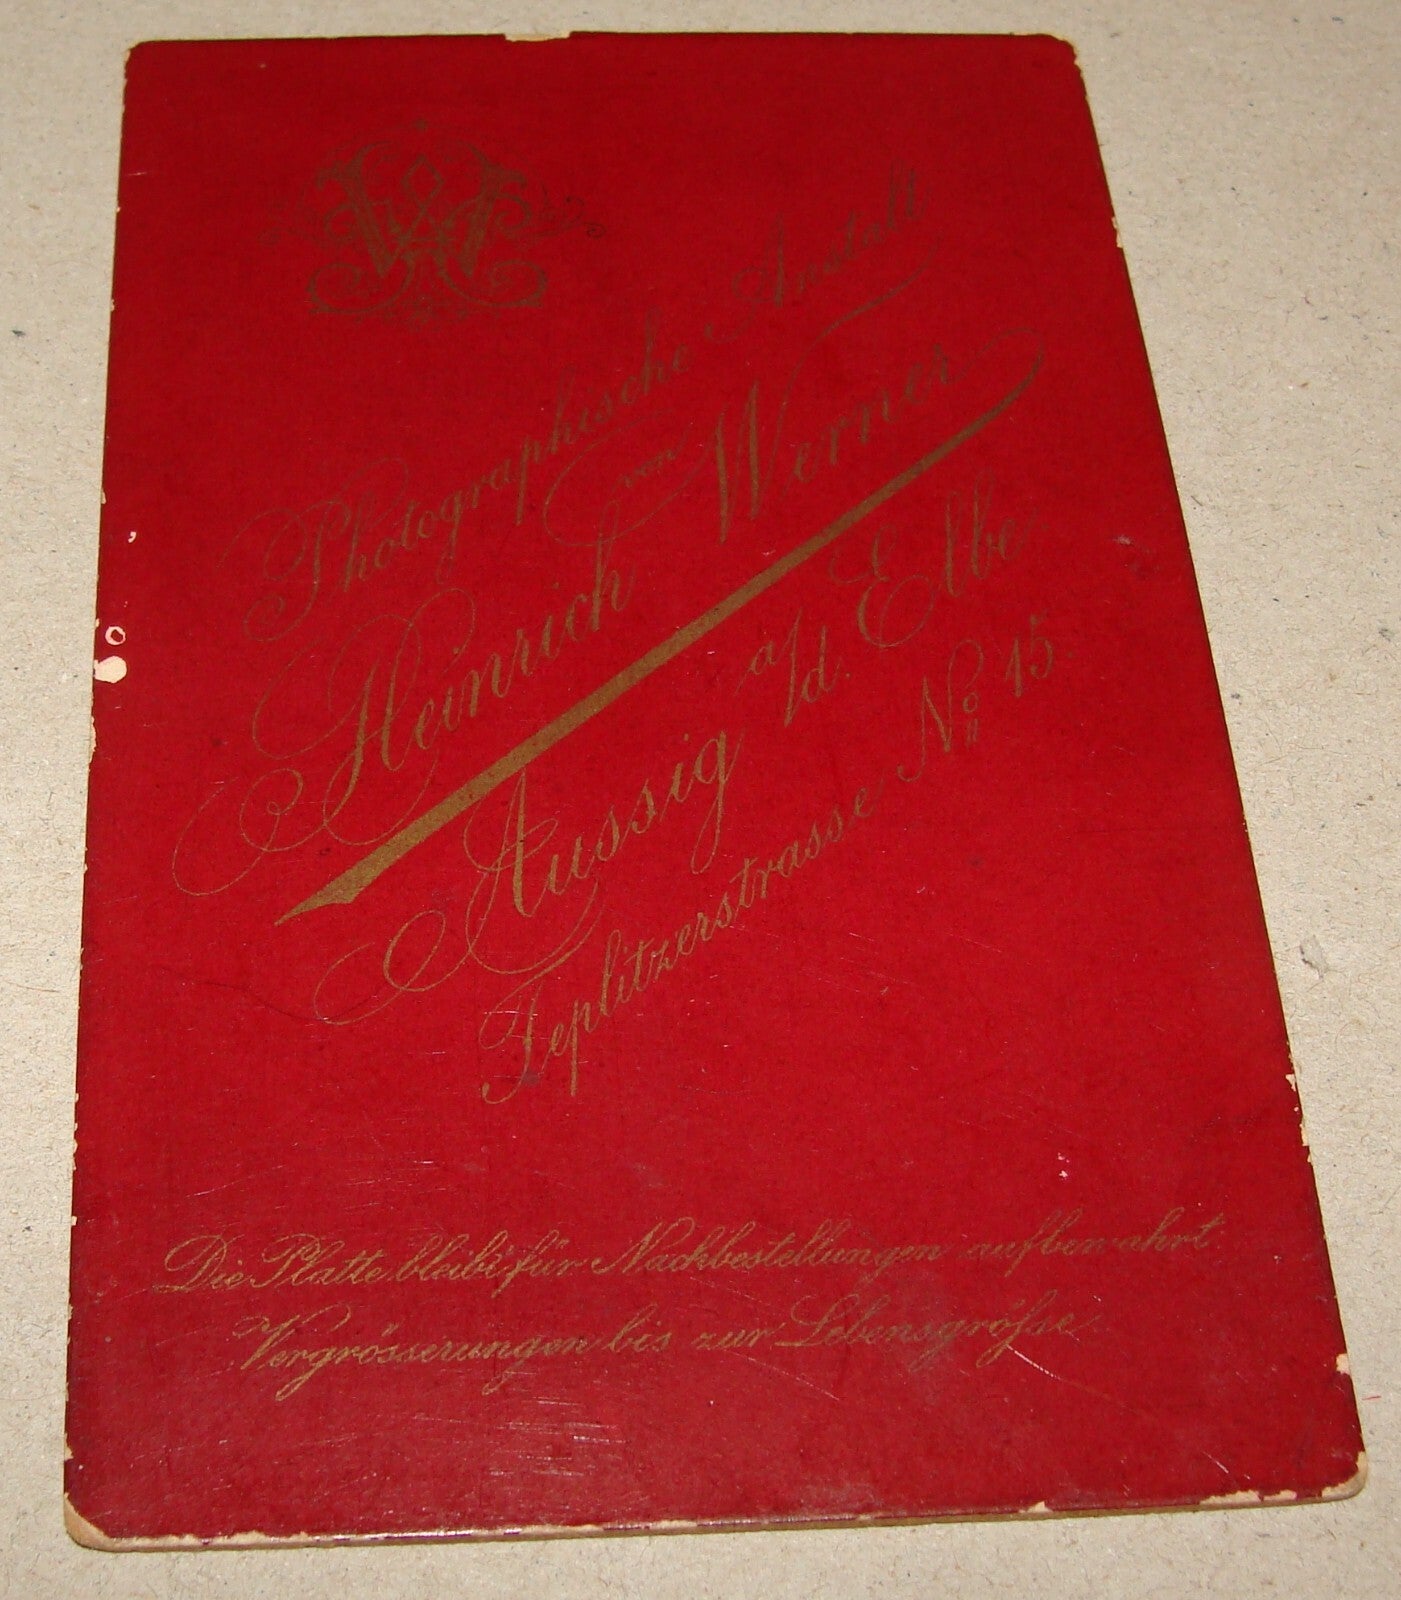 HW
Photographische Anstalt
von
Heinrich Werner
Aussig a/d. Elbe.
Teplitzerstrasse No 15.
Die Platte bleibt für Nachbestellungen aufbewahrt
Vergrösserungen bis zur Lebensgröſse.